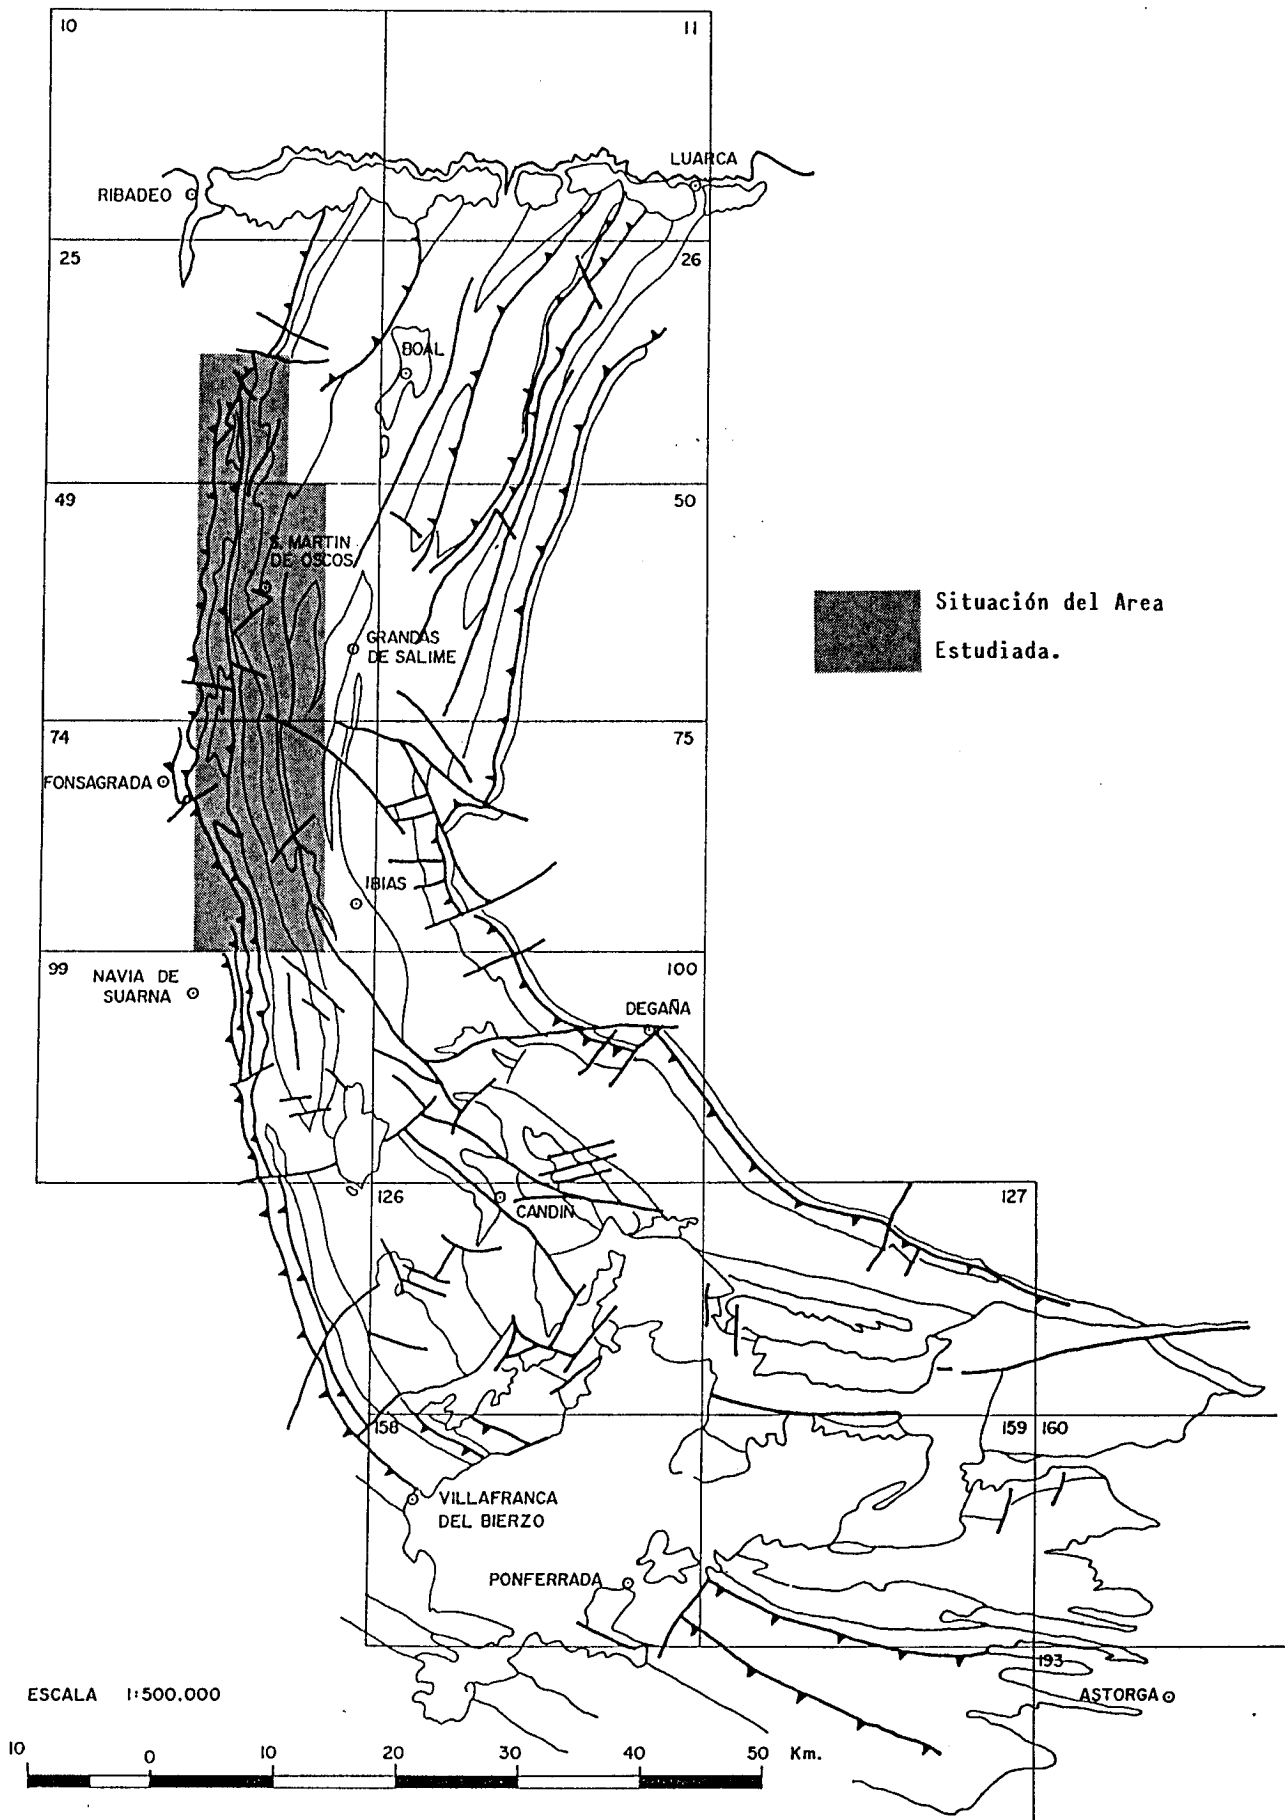 10
11
LUARCA
RIBADEO
25
26
BOAL
49
50
S. MARTIN
DE OSCOS
Situación del Area
Estudiada.
GRANDAS
DE SALIME
74
75
FONSAGRADA
IBIAS
99
100
NAVIA DE
SUARNA
DEGAÑA
126
127
CANDIN
158
159
160
VILLAFRANCA
DEL BIERZO
PONFERRADA
193
ASTORGA
ESCALA 1:500.000
10 0 10 20 30 40 50 Km.